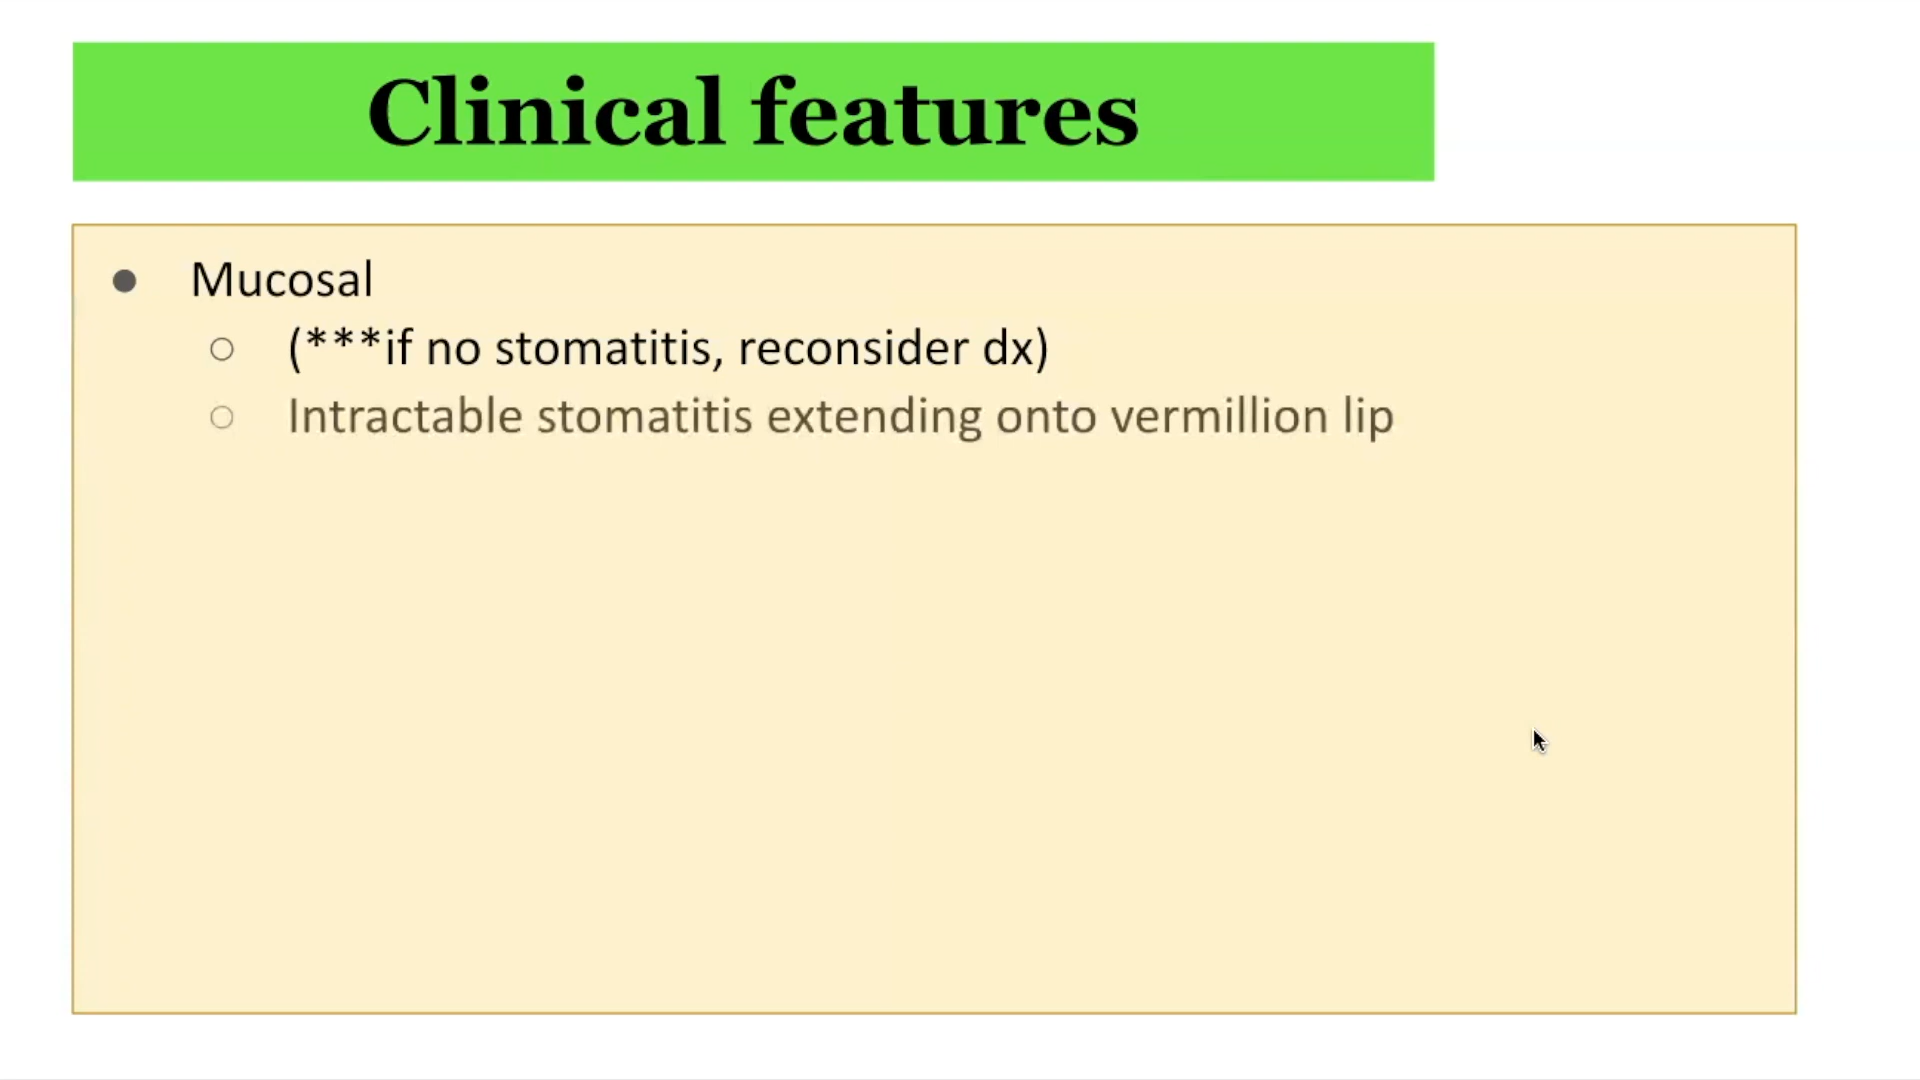 Clinical features
● Mucosal
○ (***if no stomatitis, reconsider dx)
○ Intractable stomatitis extending onto vermillion lip